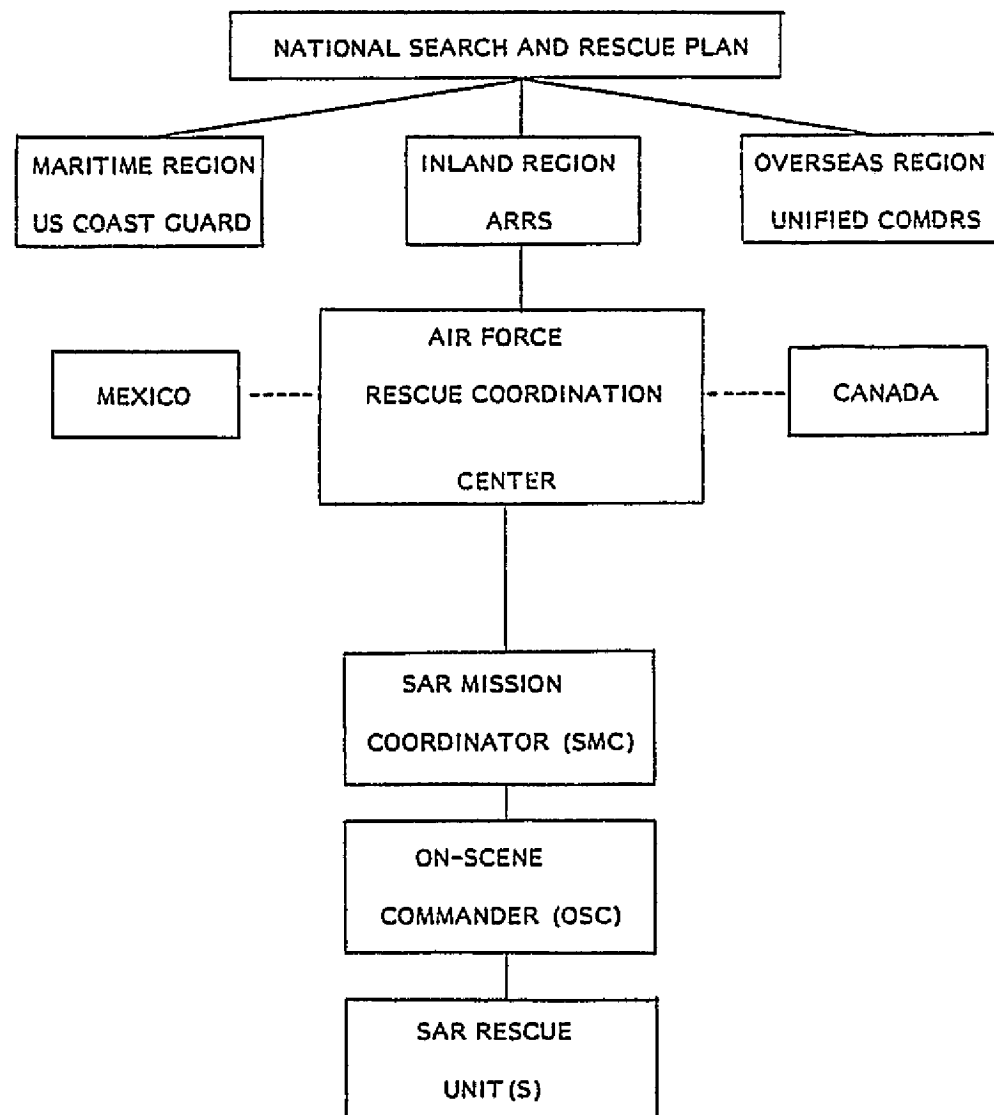 NATIONAL SEARCH AND RESCUE PLAN
MARITIME REGION
US COAST GUARD
INLAND REGION
ARRS
OVERSEAS REGION
UNIFIED COMDRS
MEXICO
AIR FORCE
RESCUE COORDINATION
CENTER
CANADA
SAR MISSION
COORDINATOR (SMC)
ON-SCENE
COMMANDER (OSC)
SAR RESCUE
UNIT(S)